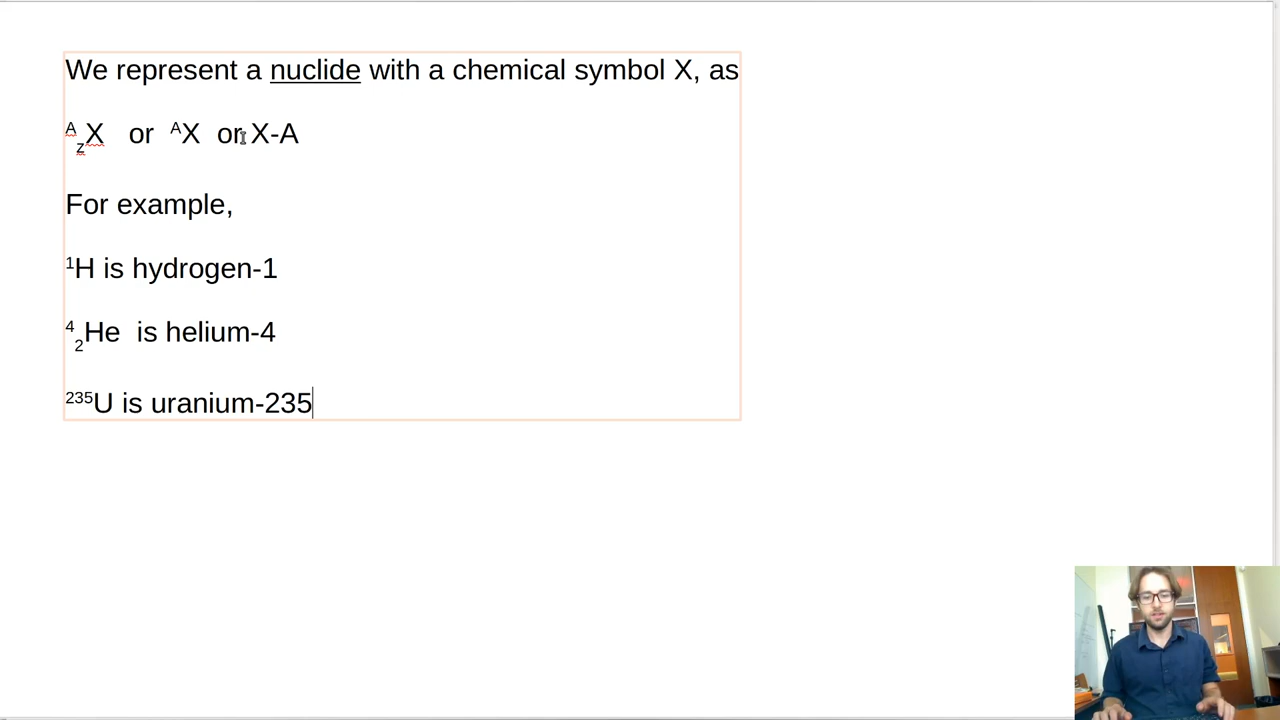 We represent a nuclide with a chemical symbol X, as
ᴬzX or ᴬX or X-A
For example,
¹H is hydrogen-1
⁴₂He is helium-4
²³⁵U is uranium-235